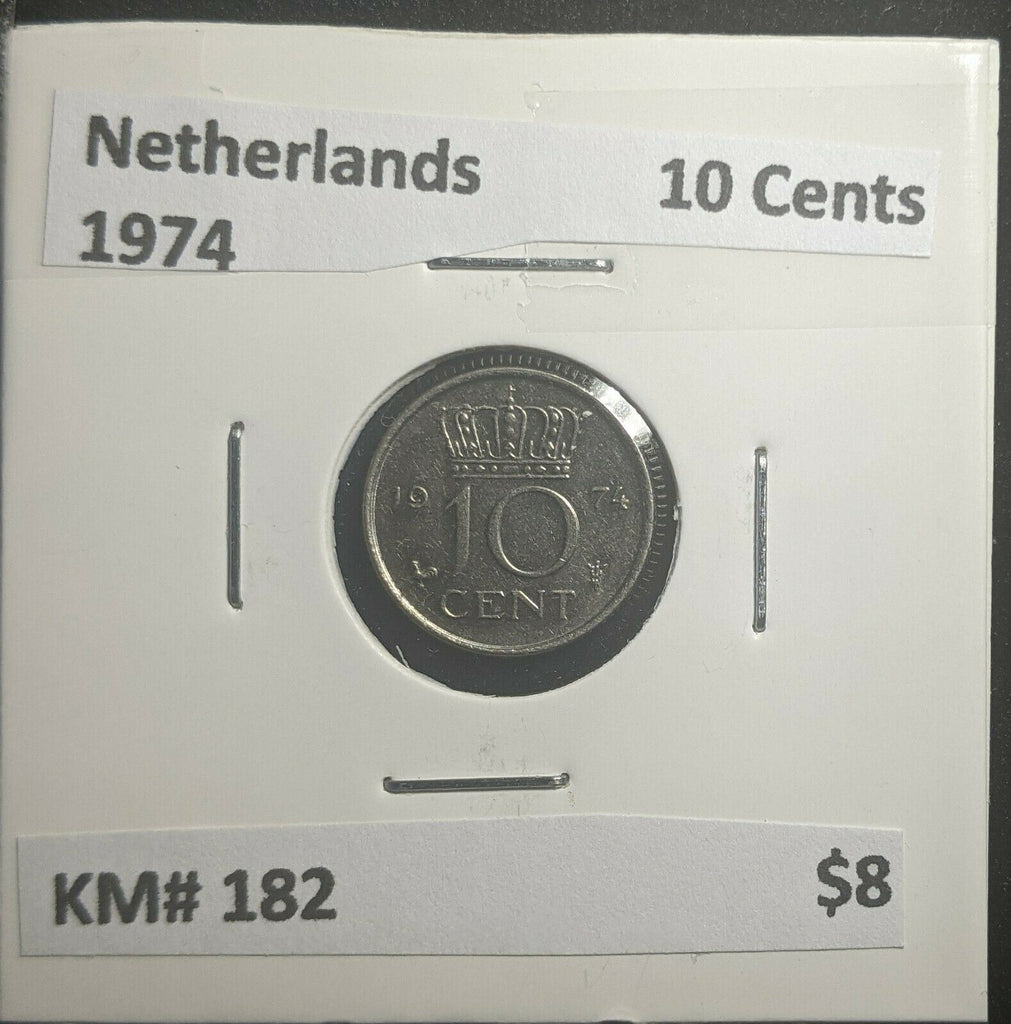 Netherlands 10 Cents
1974
19 10 74
CENT
KM# 182 $8